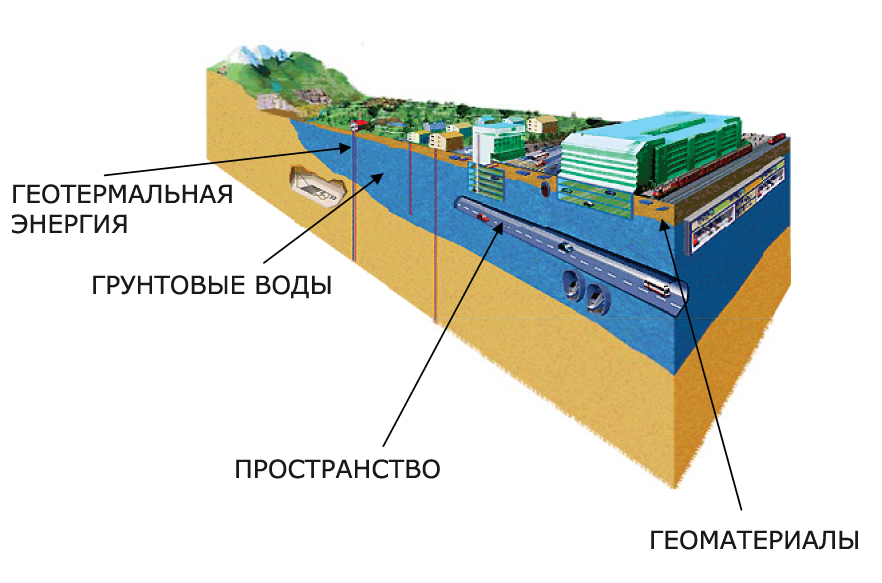 ГЕОТЕРМАЛЬНАЯ
ЭНЕРГИЯ
ГРУНТОВЫЕ ВОДЫ
ПРОСТРАНСТВО
ГЕОМАТЕРИАЛЫ